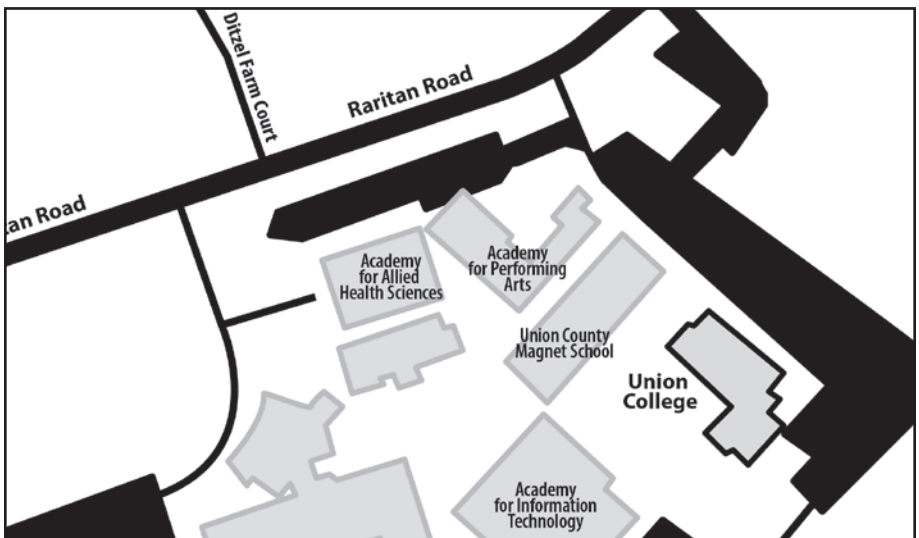 Ditzel Farm Court
Raritan Road
tan Road
Academy
for Allied
Health Sciences
Academy
for Performing
Arts
Union County
Magnet School
Union
College
Academy
for Information
Technology